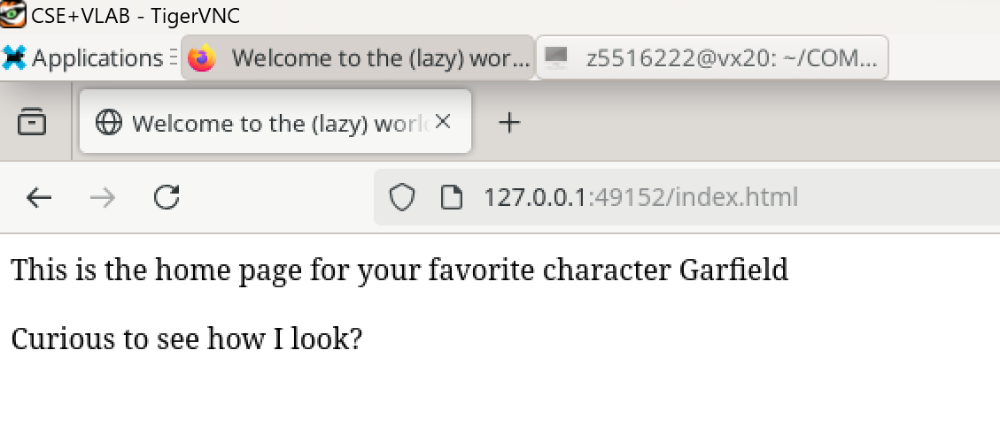 CSE+VLAB - TigerVNC
Applications Welcome to the (lazy) wor... z5516222@vx20: ~/COM...
Welcome to the (lazy) worl
127.0.0.1:49152/index.html
This is the home page for your favorite character Garfield
Curious to see how I look?